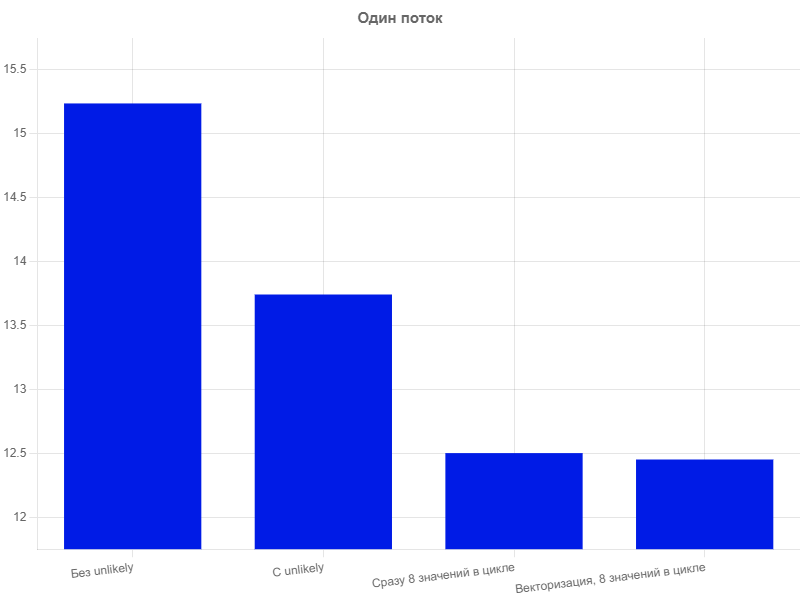 Один поток
15.5
15
14.5
14
13.5
13
12.5
12
Без unlikely
С unlikely
Сразу 8 значений в цикле
Векторизация, 8 значений в цикле